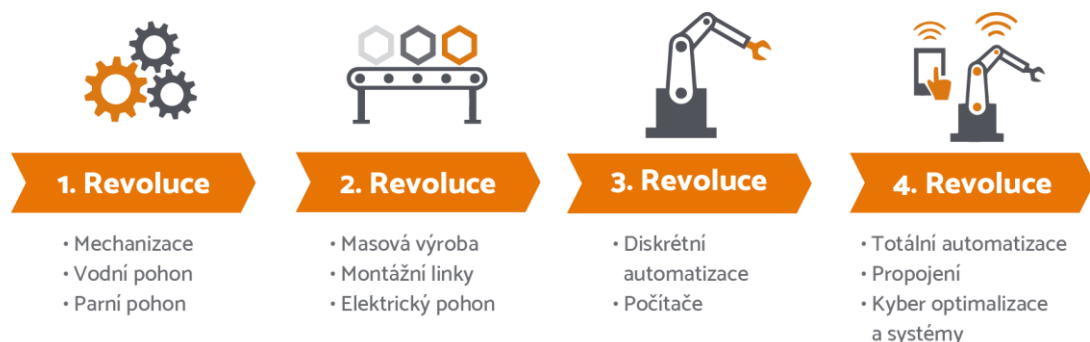 1. Revoluce
• Mechanizace
• Vodní pohon
• Parní pohon
2. Revoluce
• Masová výroba
• Montážní linky
• Elektrický pohon
3. Revoluce
• Diskrétní
automatizace
• Počítače
4. Revoluce
• Totální automatizace
• Propojení
• Kyber optimalizace
a systémy